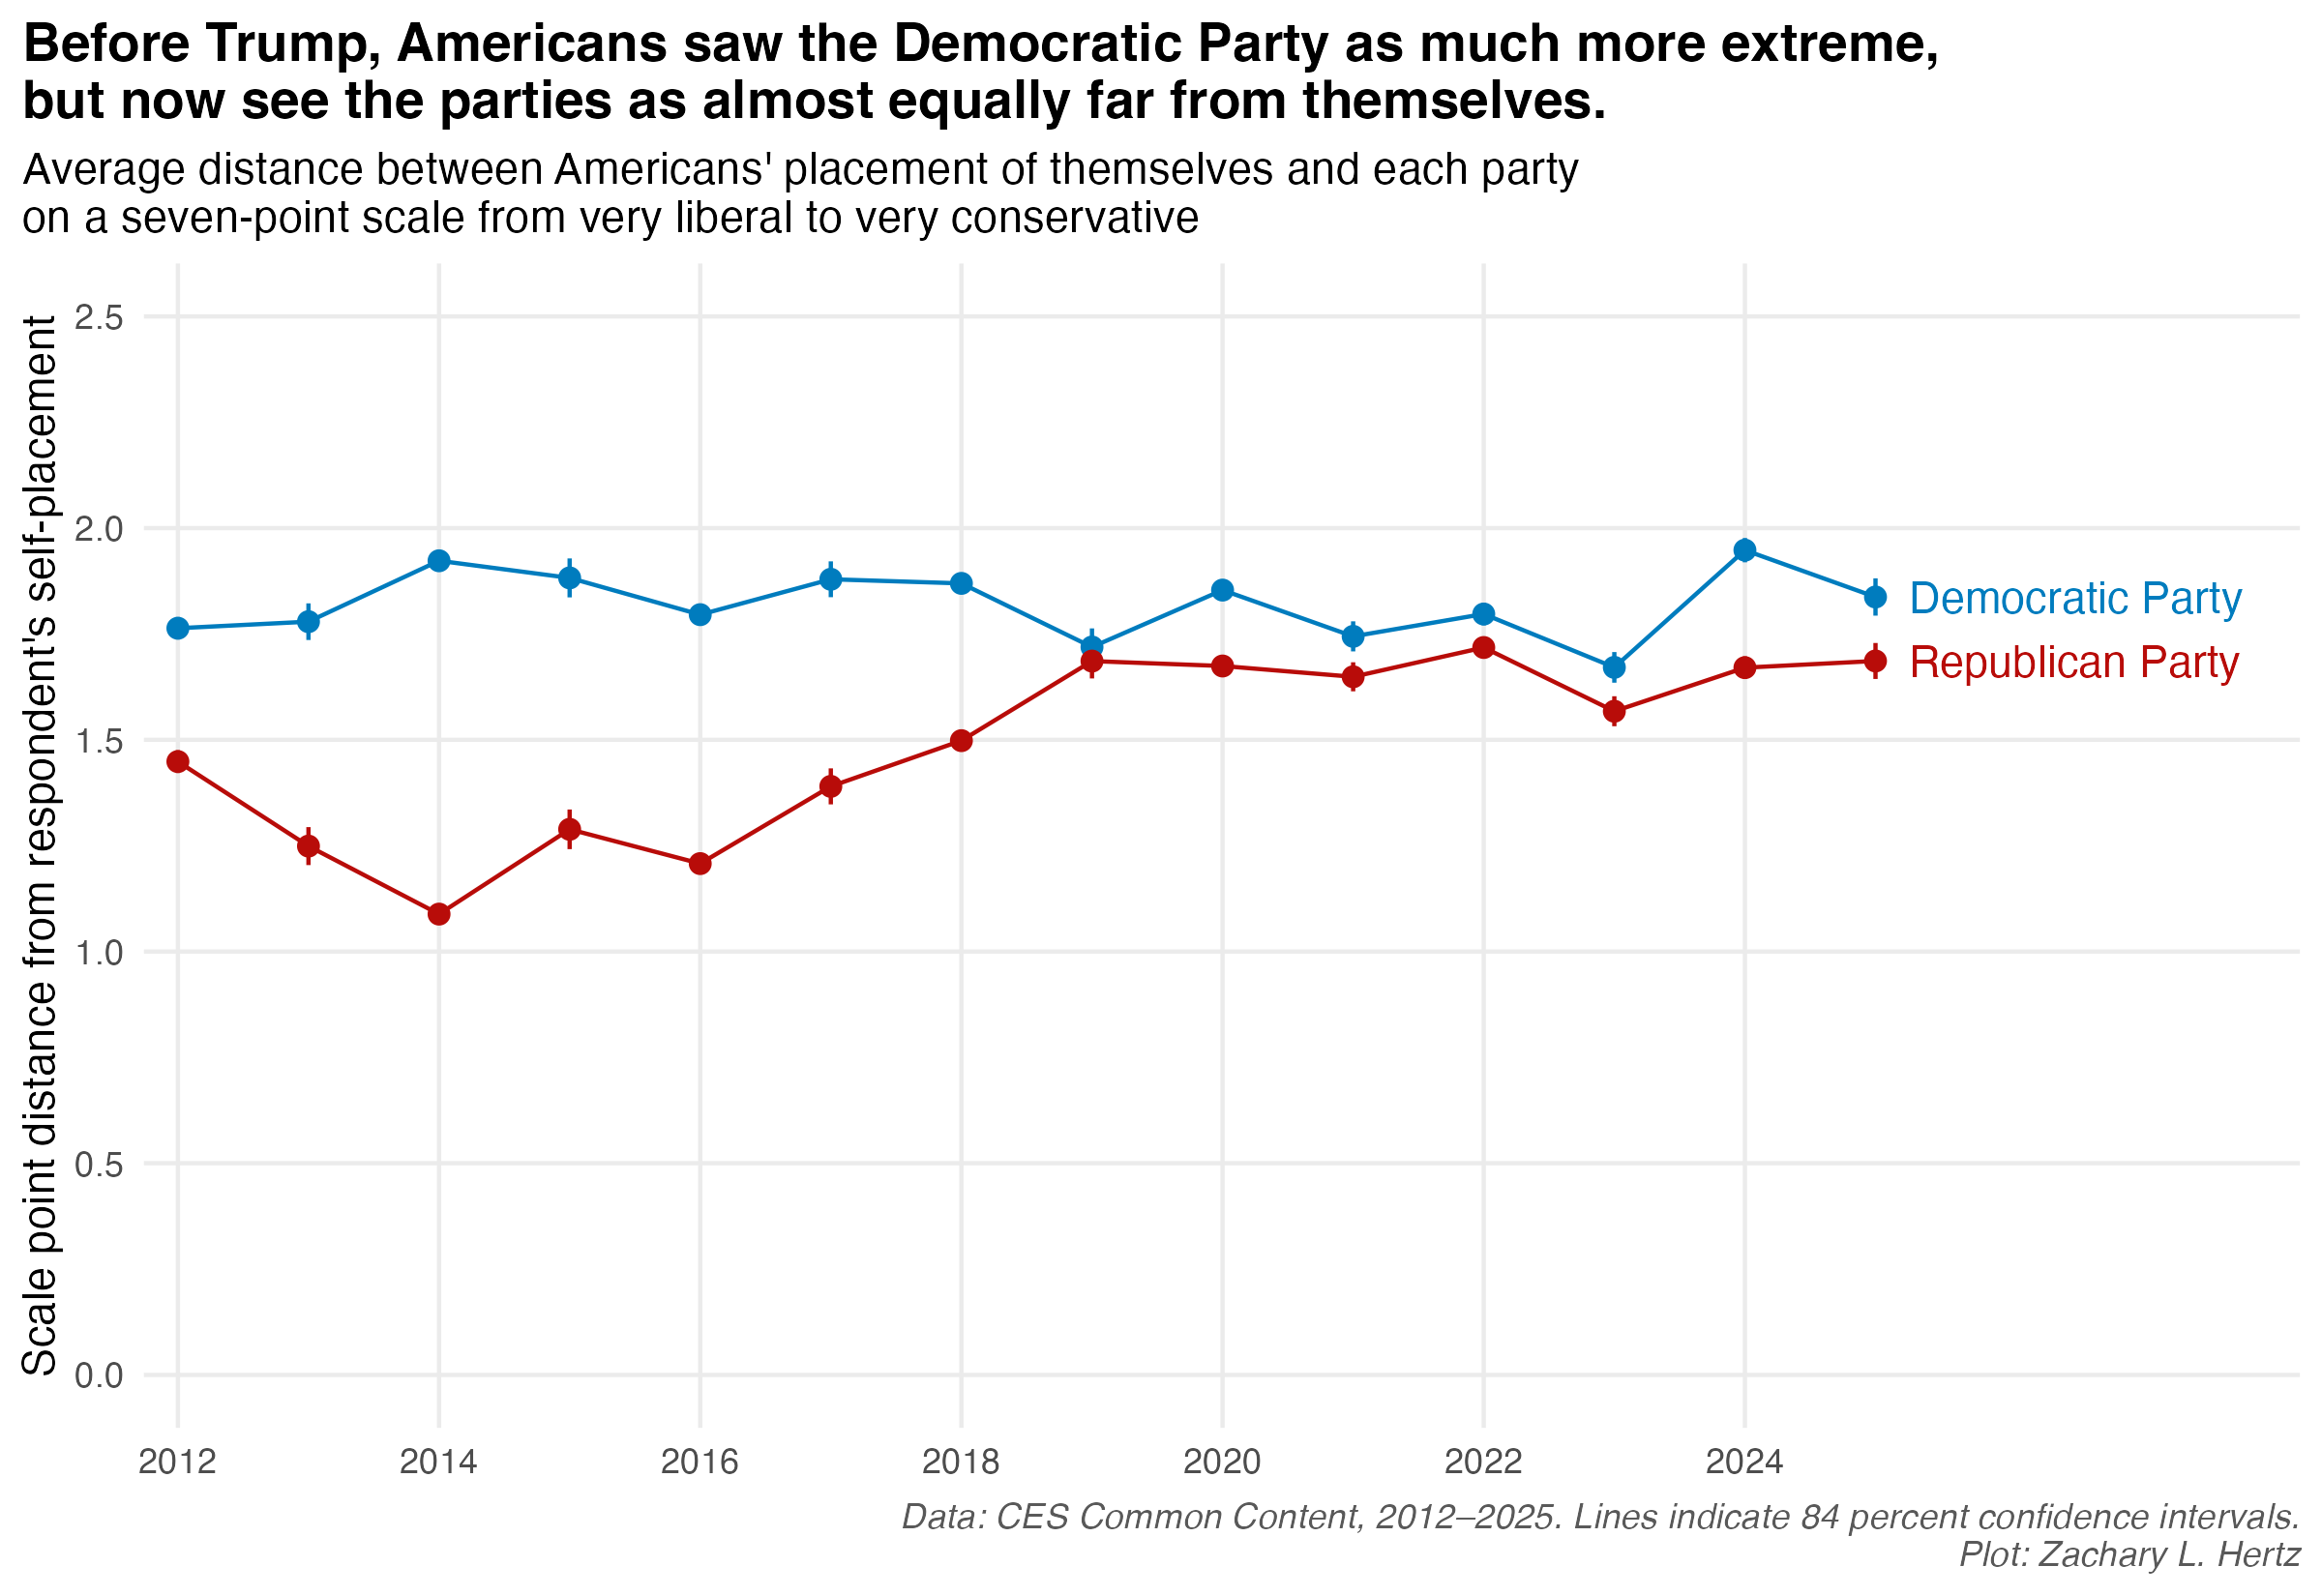 Before Trump, Americans saw the Democratic Party as much more extreme,
but now see the parties as almost equally far from themselves.
Average distance between Americans' placement of themselves and each party
on a seven-point scale from very liberal to very conservative
Scale point distance from respondent's self-placement
2.5
2.0
1.5
1.0
0.5
0.0
Democratic Party
Republican Party
2012
2014
2016
2018
2020
2022
2024
Data: CES Common Content, 2012–2025. Lines indicate 84 percent confidence intervals.
Plot: Zachary L. Hertz